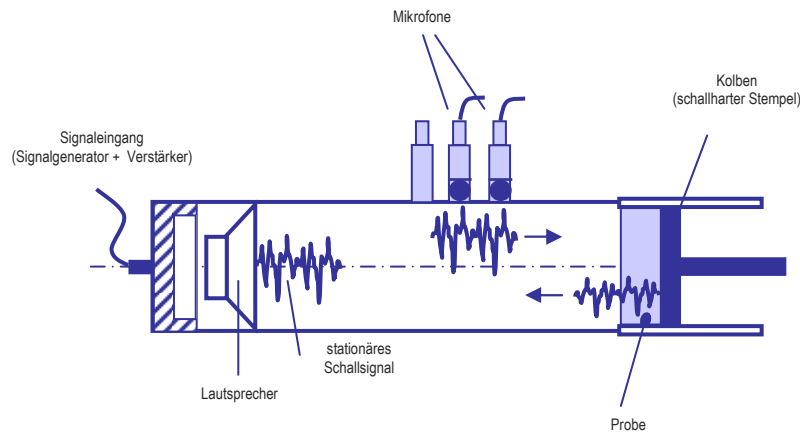 Mikrofone
Kolben
(schallharter Stempel)
Signaleingang
(Signalgenerator + Verstärker)
stationäres
Schallsignal
Lautsprecher
Probe